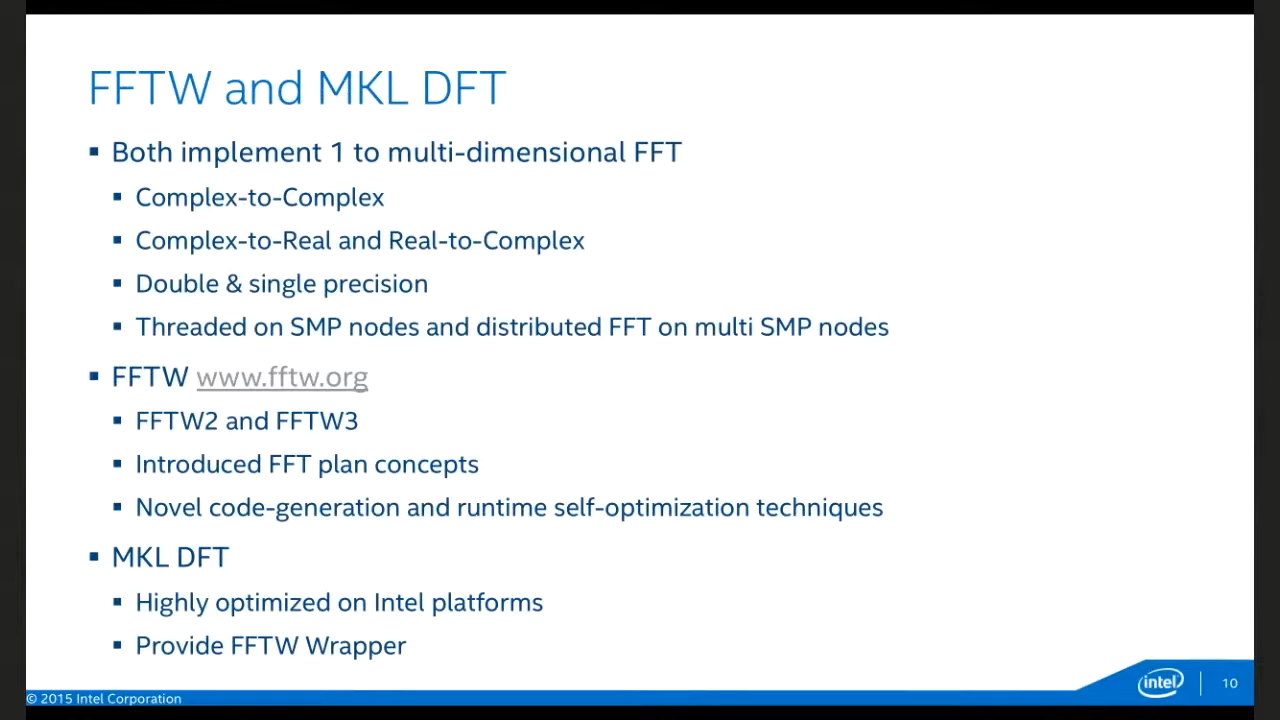 FFTW and MKL DFT
▪ Both implement 1 to multi-dimensional FFT
▪ Complex-to-Complex
▪ Complex-to-Real and Real-to-Complex
▪ Double & single precision
▪ Threaded on SMP nodes and distributed FFT on multi SMP nodes
▪ FFTW www.fftw.org
▪ FFTW2 and FFTW3
▪ Introduced FFT plan concepts
▪ Novel code-generation and runtime self-optimization techniques
▪ MKL DFT
▪ Highly optimized on Intel platforms
▪ Provide FFTW Wrapper
© 2015 Intel Corporation
intel
10